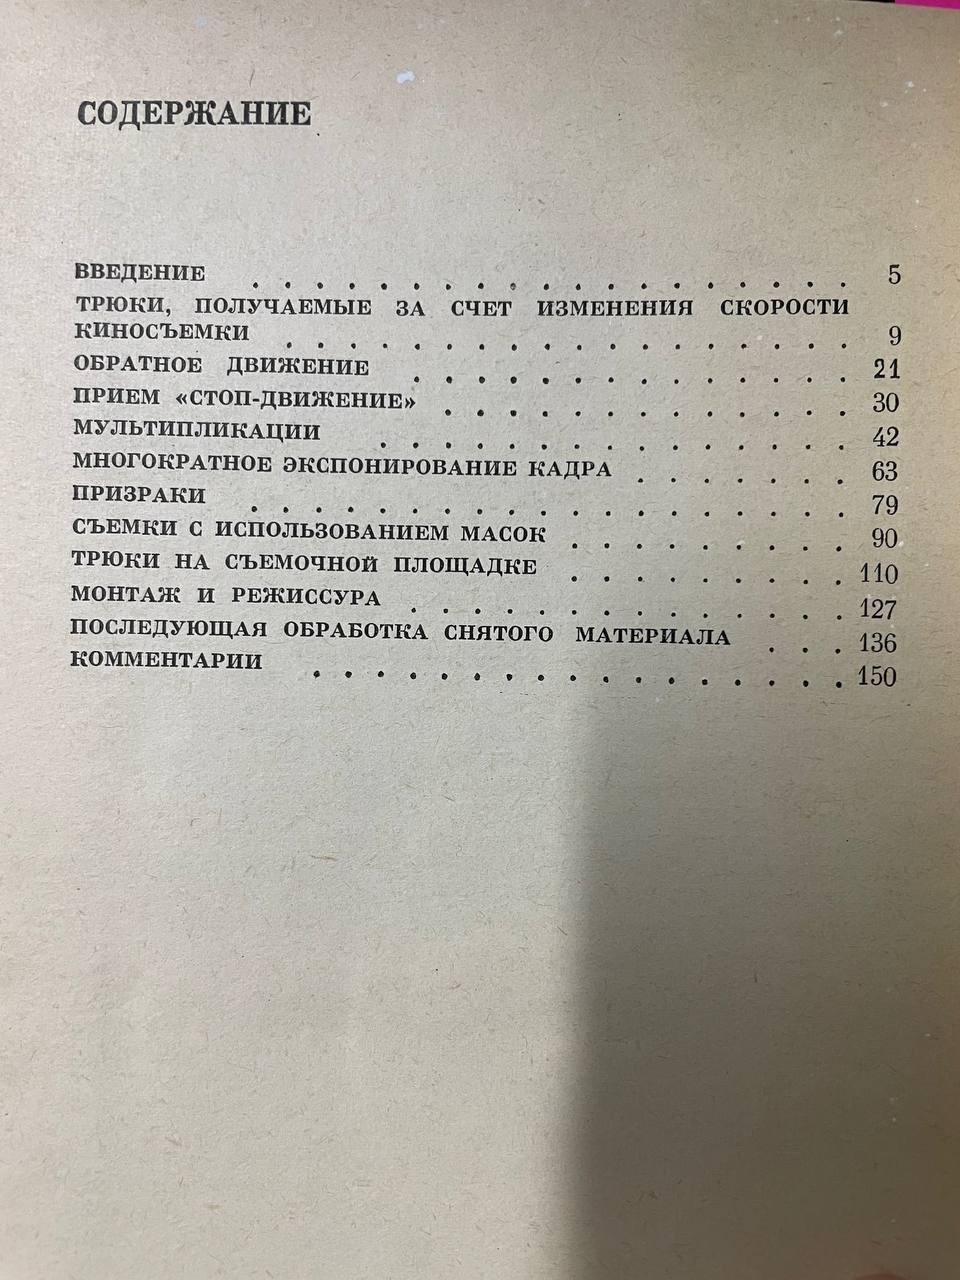 СОДЕРЖАНИЕ
ВВЕДЕНИЕ . . . . . . . . . . . . . . . . . . . 5
ТРЮКИ, ПОЛУЧАЕМЫЕ ЗА СЧЕТ ИЗМЕНЕНИЯ СКОРОСТИ
КИНОСЪЕМКИ . . . . . . . . . . . . . . . . . . 9
ОБРАТНОЕ ДВИЖЕНИЕ . . . . . . . . . . . . . . 21
ПРИЕМ «СТОП-ДВИЖЕНИЕ» . . . . . . . . . . . . . 30
МУЛЬТИПЛИКАЦИИ . . . . . . . . . . . . . . . 42
МНОГОКРАТНОЕ ЭКСПОНИРОВАНИЕ КАДРА . . . . . . . 63
ПРИЗРАКИ . . . . . . . . . . . . . . . . . . . 79
СЪЕМКИ С ИСПОЛЬЗОВАНИЕМ МАСОК . . . . . . . . . 90
ТРЮКИ НА СЪЕМОЧНОЙ ПЛОЩАДКЕ . . . . . . . . . 110
МОНТАЖ И РЕЖИССУРА . . . . . . . . . . . . . . 127
ПОСЛЕДУЮЩАЯ ОБРАБОТКА СНЯТОГО МАТЕРИАЛА . . . 136
КОММЕНТАРИИ . . . . . . . . . . . . . . . . . 150